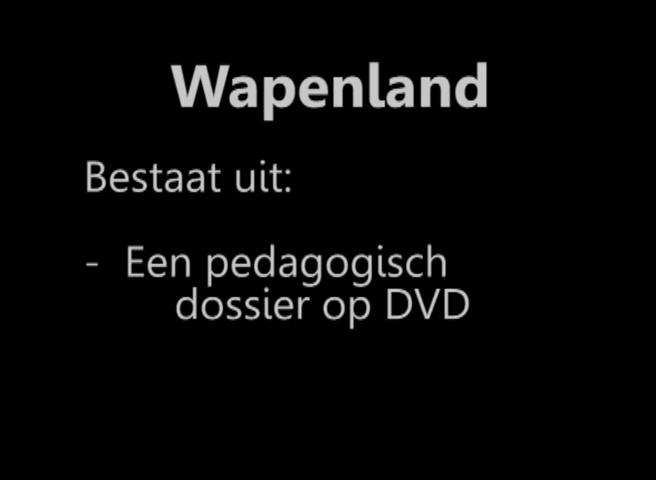 Wapenland
Bestaat uit:
- Een pedagogisch
dossier op DVD